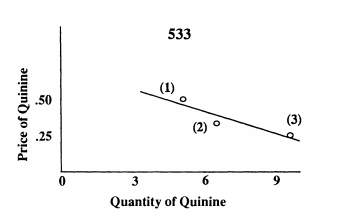 533
(1)
.50
(3)
(2)
.25
0 3 6 9
Price of Quinine
Quantity of Quinine